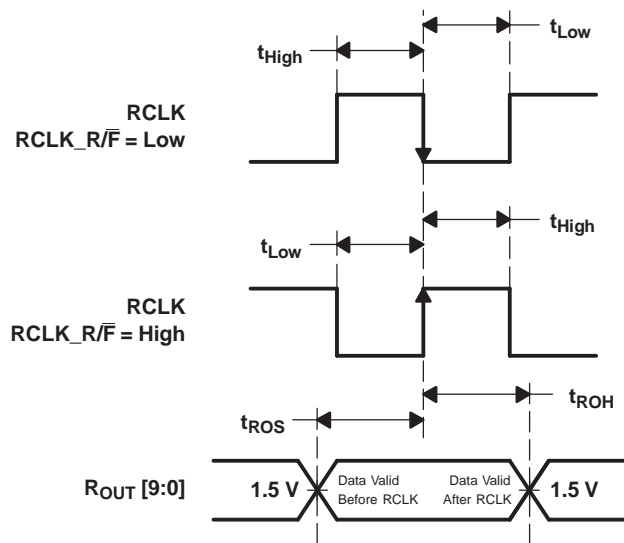 tLow
tHigh
RCLK
RCLK_R/F̅ = Low
tHigh
tLow
RCLK
RCLK_R/F̅ = High
tROH
tROS
ROUT [9:0]
1.5 V
Data Valid
Before RCLK
Data Valid
After RCLK
1.5 V